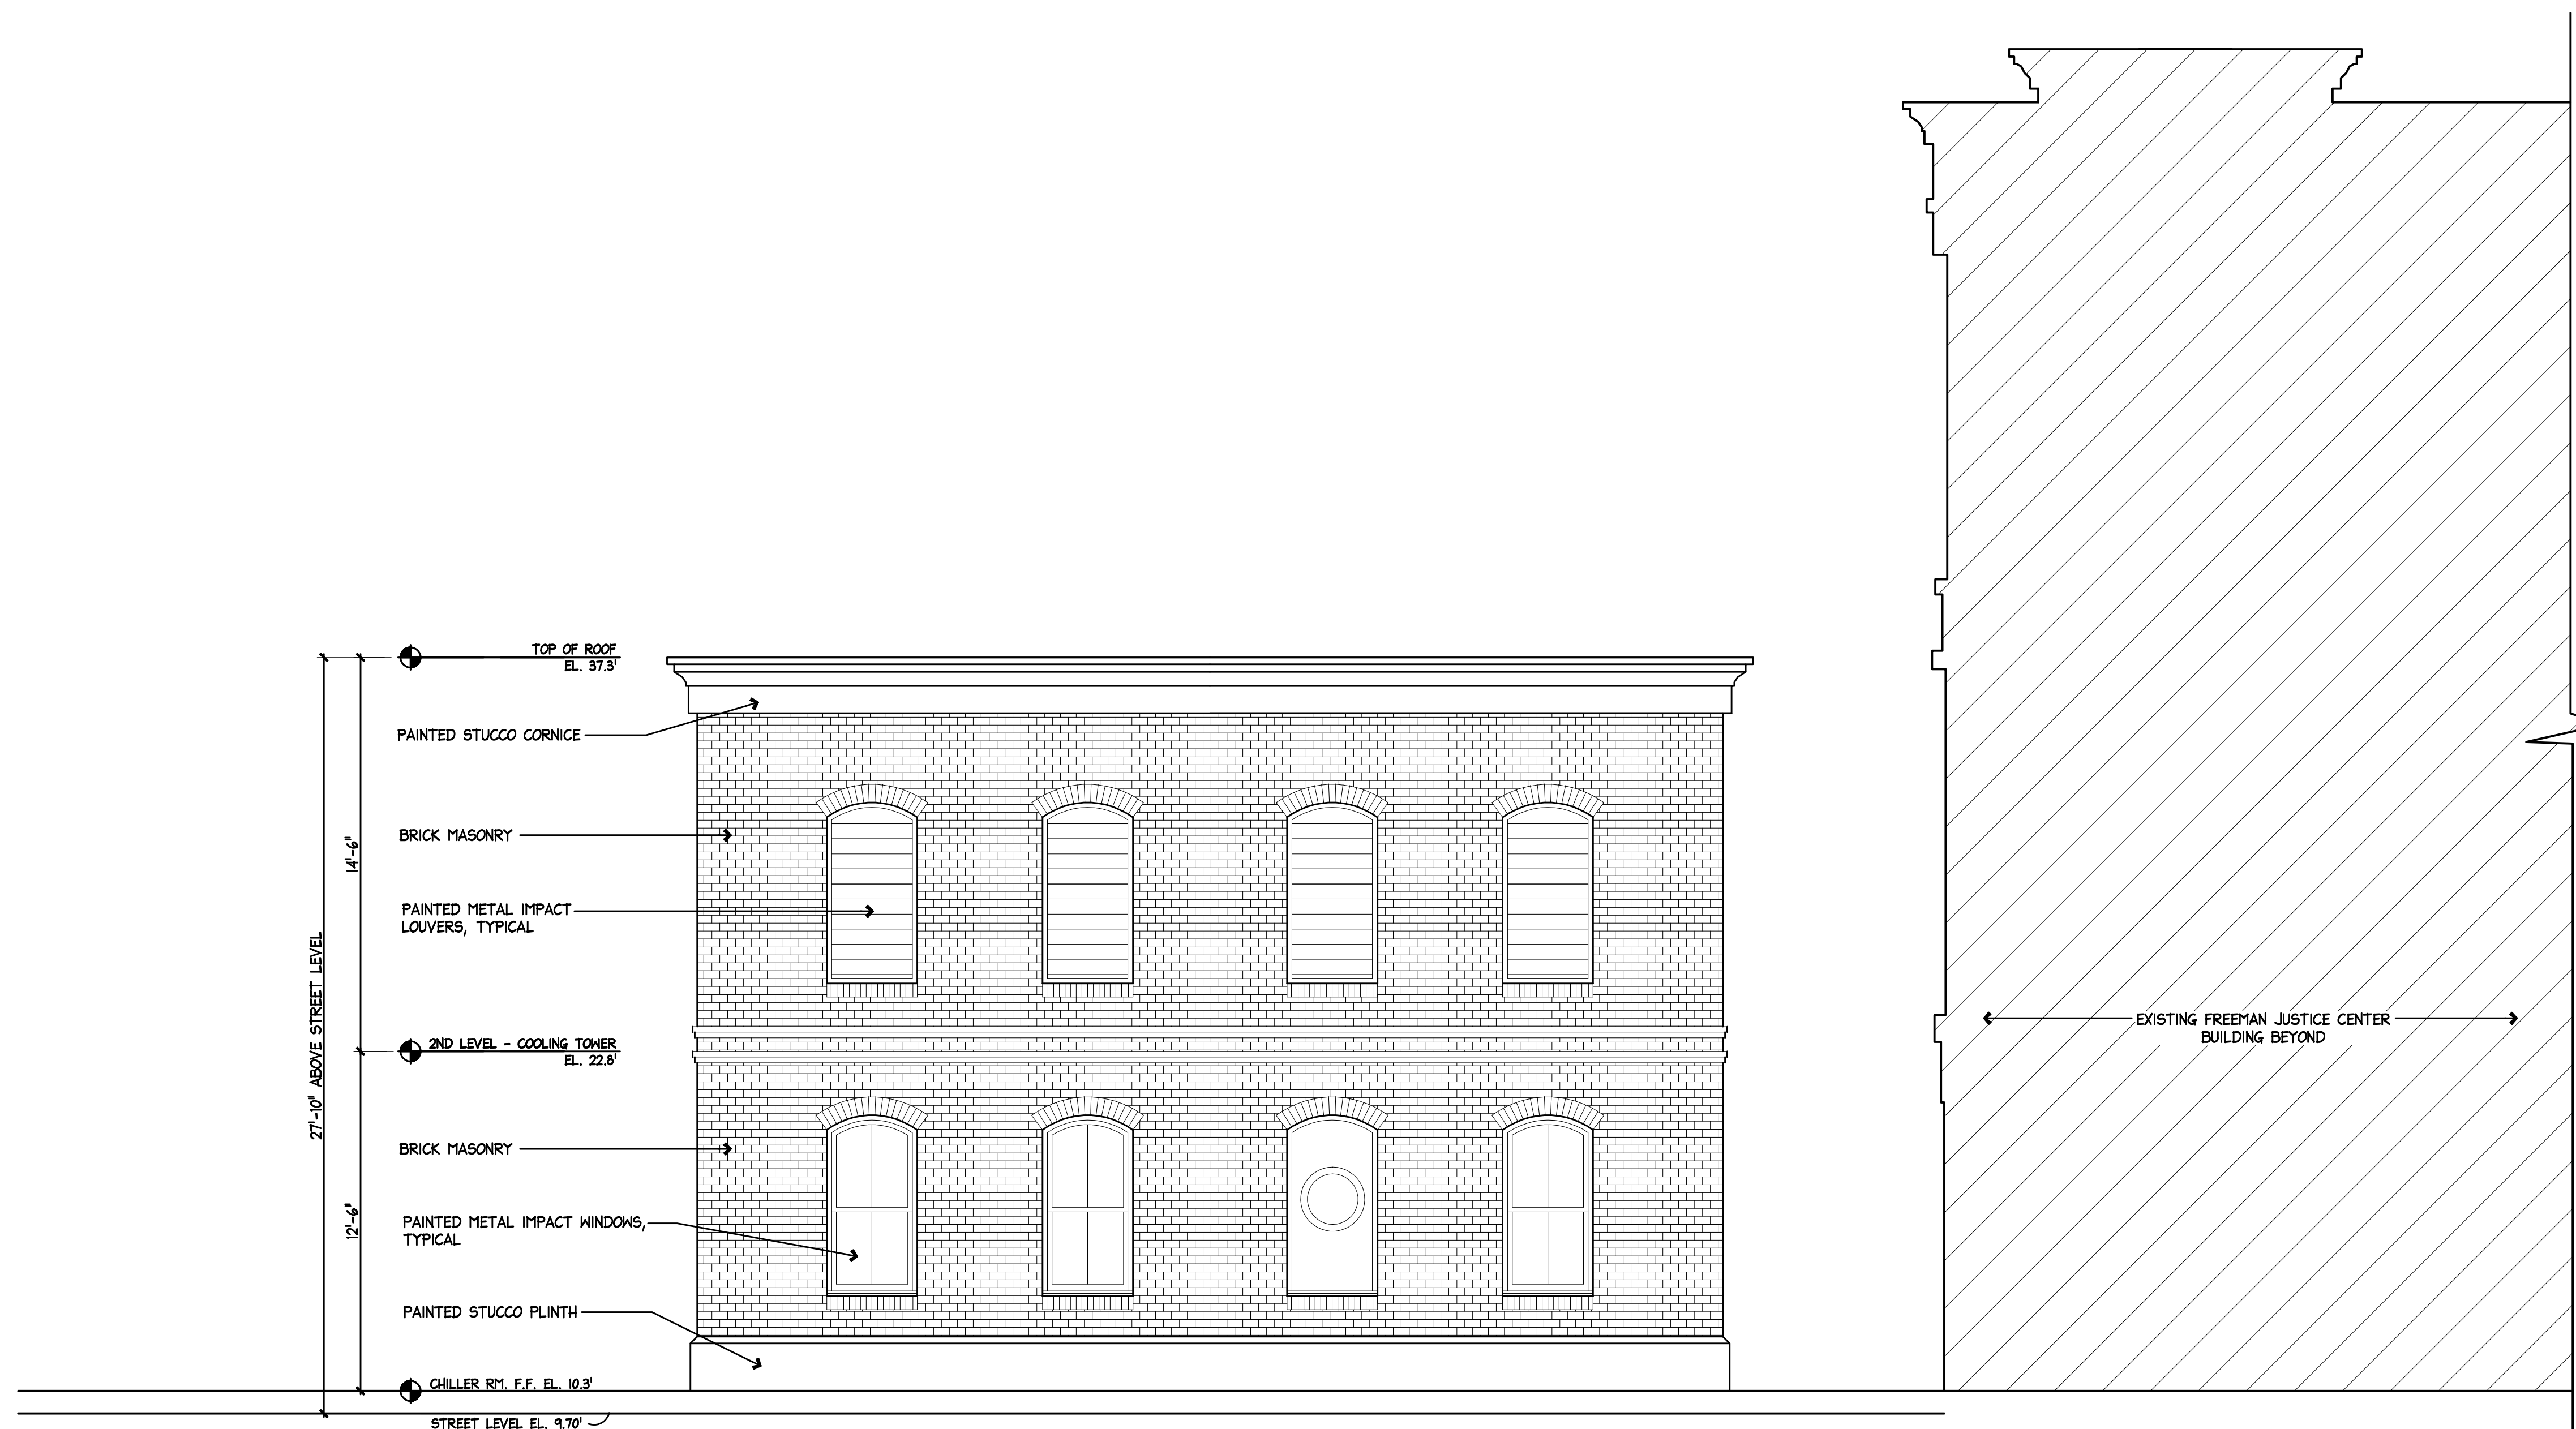 TOP OF ROOF
EL. 37.3'
PAINTED STUCCO CORNICE
BRICK MASONRY
14'-6"
PAINTED METAL IMPACT
LOUVERS, TYPICAL
27'-10" ABOVE STREET LEVEL
2ND LEVEL - COOLING TOWER
EL. 22.8'
EXISTING FREEMAN JUSTICE CENTER
BUILDING BEYOND
BRICK MASONRY
12'-6"
PAINTED METAL IMPACT WINDOWS,
TYPICAL
PAINTED STUCCO PLINTH
CHILLER RM. F.F. EL. 10.3'
STREET LEVEL EL. 9.70'